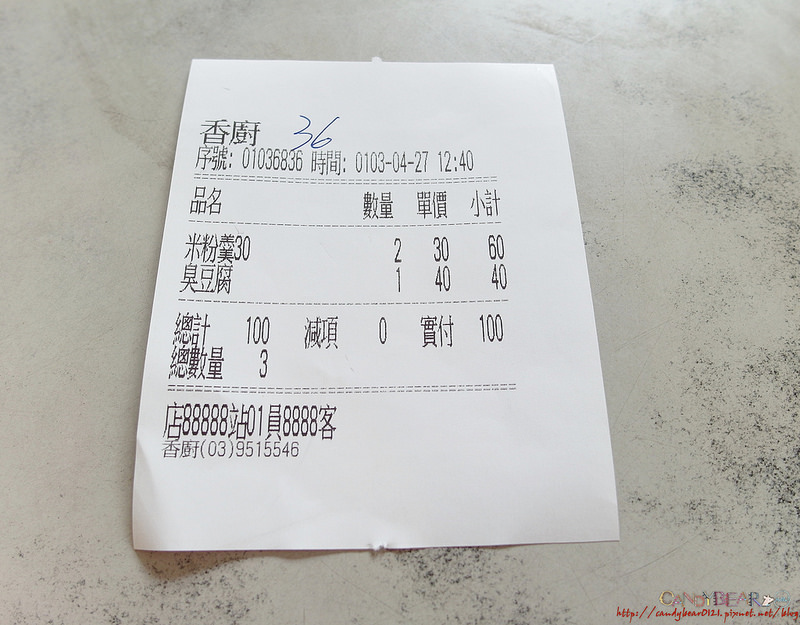 香廚 36
序號: 01036836 時間: 0103-04-27 12:40
品名 數量 單價 小計
米粉羹30 2 30 60
臭豆腐 1 40 40
總計 100 減項 0 實付 100
總數量 3
店88888站01員8888客
香廚(03)9515546
CANDYBEAR
https://candybear0121.pixnet.net/blog